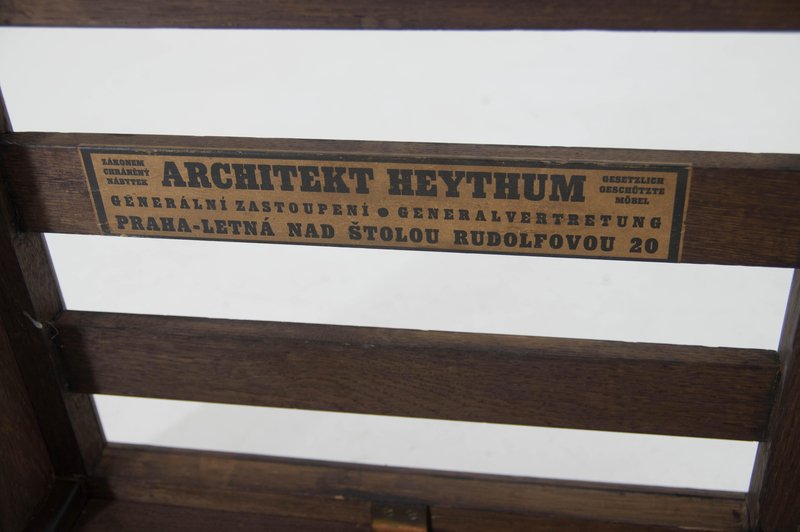 ZÁKONEM
CHRÁNĚNÝ
NÁBYTEK
ARCHITEKT HEYTHUM
GESETZLICH
GESCHÜTZTE
MÖBEL
GENERÁLNÍ ZASTOUPENÍ ● GENERALVERTRETUNG
PRAHA-LETNÁ NAD ŠTOLOU RUDOLFOVOU 20